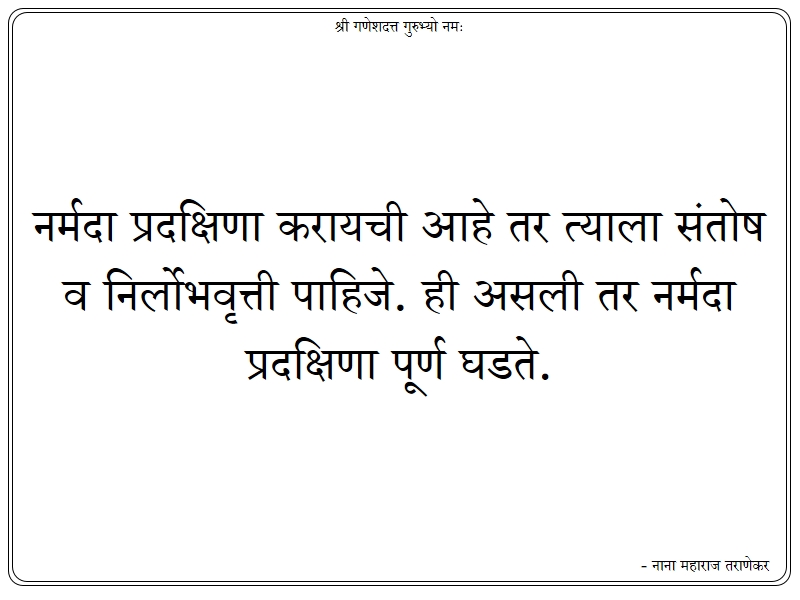 श्री गणेशदत्त गुरुभ्यो नमः
नर्मदा प्रदक्षिणा करायची आहे तर त्याला संतोष
व निर्लोभवृत्ती पाहिजे. ही असली तर नर्मदा
प्रदक्षिणा पूर्ण घडते.
- नाना महाराज तराणेकर